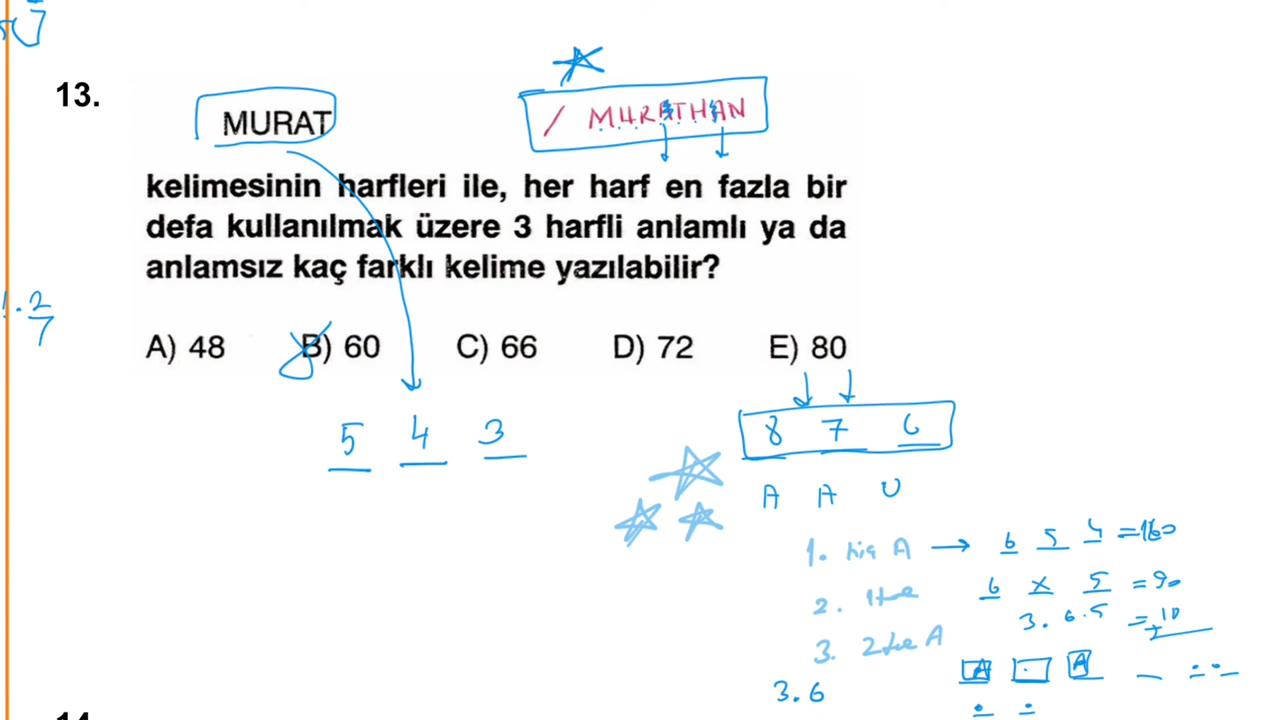 13.
MURAT
/ MURATHAN
kelimesinin harfleri ile, her harf en fazla bir
defa kullanılmak üzere 3 harfli anlamlı ya da
anlamsız kaç farklı kelime yazılabilir?
A) 48 B) 60 C) 66 D) 72 E) 80
5 4 3
8 7 6
A A U
1. hiç A → 6 5 4
6 x 5 = 90
2. 1 tane
3. 6.5
3. 2 tane A
A . A
3.6